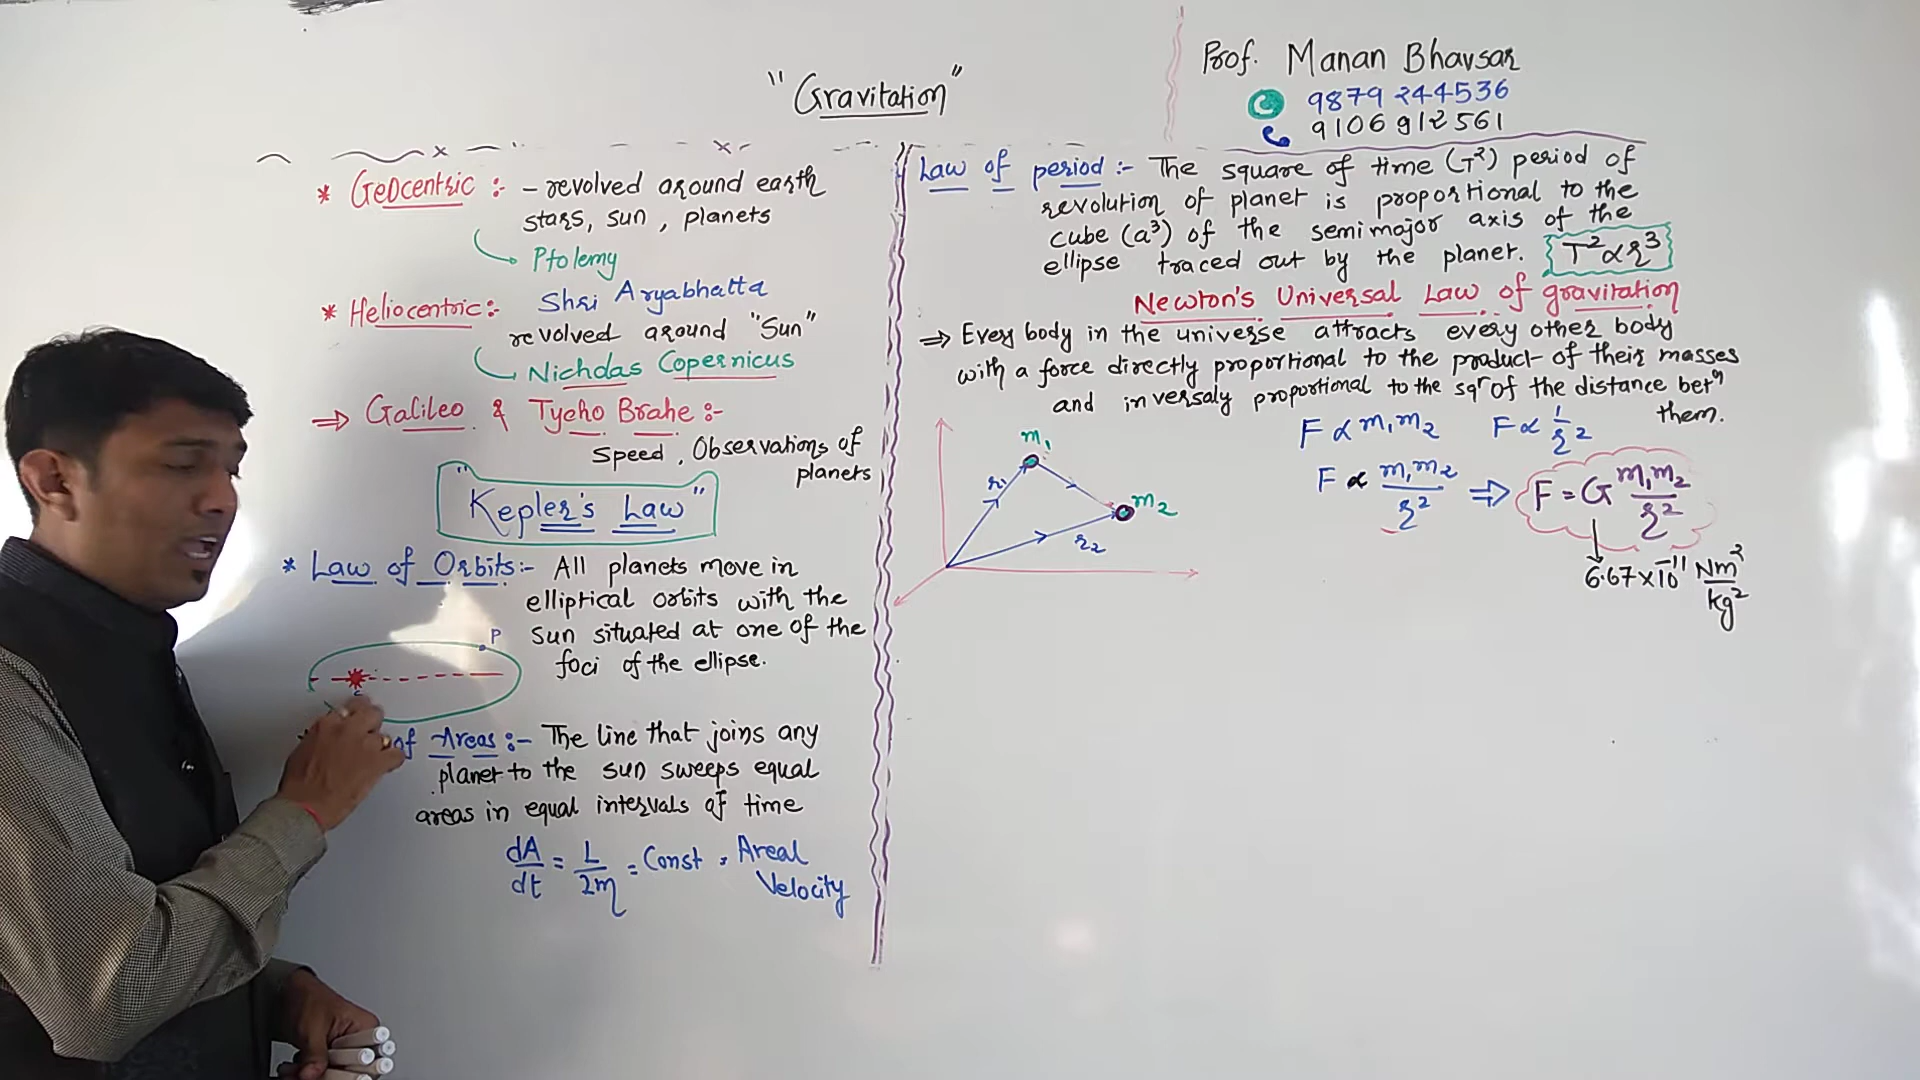 "Gravitation"
Prof. Manan Bhavsar
9879 244536
9106 912561
* Geocentric :- - revolved around earth
stars, sun , planets
Ptolemy
* Heliocentric:- Shri Aryabhatta
revolved around "Sun"
Nicholas Copernicus
⇒ Galileo & Tycho Brahe :-
Speed , Observations of
planets
"Kepler's Law"
* Law of Orbits:- All planets move in
elliptical orbits with the
sun situated at one of the
foci of the ellipse.
P
of Areas :- The line that joins any
planet to the sun sweeps equal
areas in equal intervals of time
dA/dt = L/2m = Const = Areal
Velocity
Law of period :- The square of time (T²) period of
revolution of planet is proportional to the
cube (a³) of the semimajor axis of the
ellipse traced out by the planet. T² ∝ r³
Newton's Universal Law of gravitation
⇒ Every body in the universe attracts every other body
with a force directly proportional to the product of their masses
and inversaly proportional to the sqr of the distance betⁿ
them.
m₁
r₁
m₂
r₂
F ∝ m₁m₂ F ∝ 1/r²
F ∝ m₁m₂/r² ⇒ F = G m₁m₂/r²
6.67×10⁻¹¹ Nm²/kg²